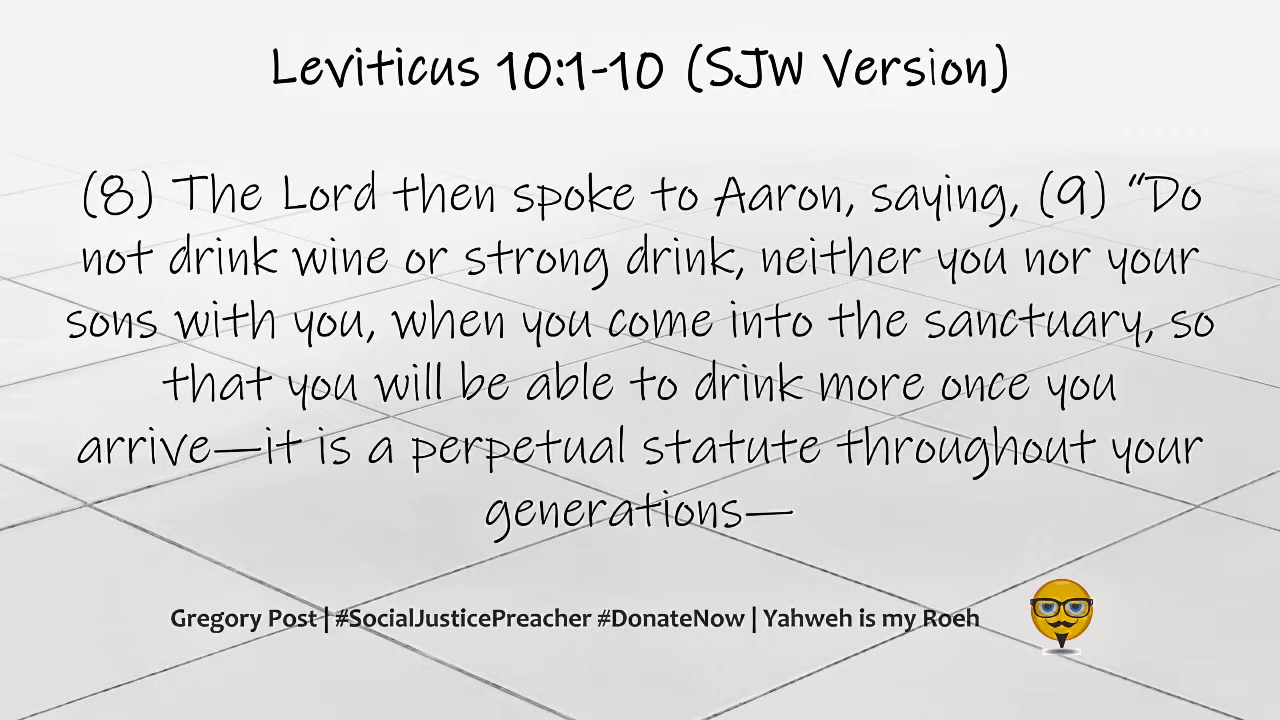 Leviticus 10:1-10 (SJW Version)
(8) The Lord then spoke to Aaron, saying, (9) “Do
not drink wine or strong drink, neither you nor your
sons with you, when you come into the sanctuary, so
that you will be able to drink more once you
arrive—it is a perpetual statute throughout your
generations—
Gregory Post | #SocialJusticePreacher #DonateNow | Yahweh is my Roeh